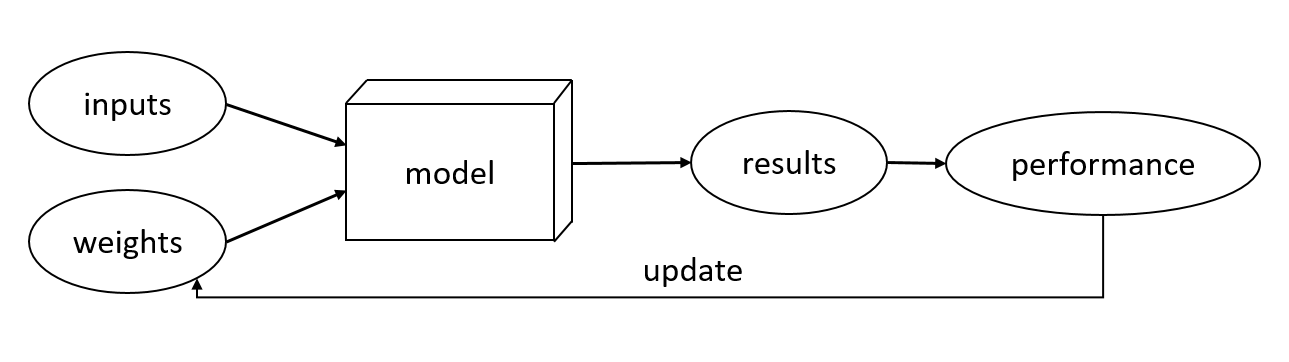 inputs
weights
model
results
performance
update